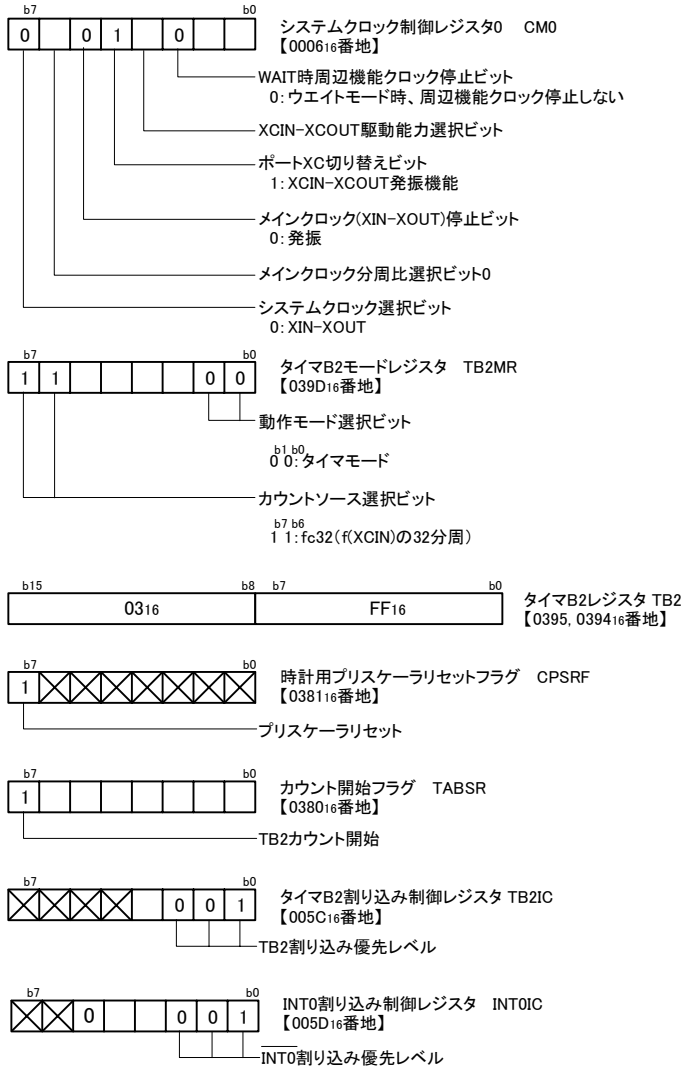 b7 b0
0 0 1 0
システムクロック制御レジスタ0 CM0
【000616番地】
WAIT時周辺機能クロック停止ビット
0: ウエイトモード時、周辺機能クロック停止しない
XCIN-XCOUT駆動能力選択ビット
ポートXC切り替えビット
1: XCIN-XCOUT発振機能
メインクロック(XIN-XOUT)停止ビット
0: 発振
メインクロック分周比選択ビット0
システムクロック選択ビット
0: XIN-XOUT
b7 b0
1 1 0 0
タイマB2モードレジスタ TB2MR
【039D16番地】
動作モード選択ビット
b1 b0
0 0: タイマモード
カウントソース選択ビット
b7 b6
1 1: fc32(f(XCIN)の32分周)
b15 b8 b7 b0
0316 FF16
タイマB2レジスタ TB2
【0395, 039416番地】
b7 b0
1
時計用プリスケーラリセットフラグ CPSRF
【038116番地】
プリスケーラリセット
b7 b0
1
カウント開始フラグ TABSR
【038016番地】
TB2カウント開始
b7 b0
0 0 1
タイマB2割り込み制御レジスタ TB2IC
【005C16番地】
TB2割り込み優先レベル
b7 b0
0 0 0 1
INT0割り込み制御レジスタ INT0IC
【005D16番地】
INT0割り込み優先レベル